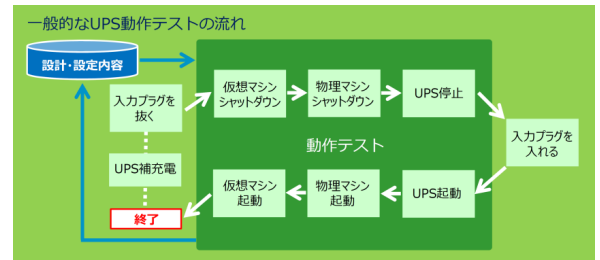 一般的なUPS動作テストの流れ
設計・設定内容
入力プラグを
抜く
仮想マシン
シャットダウン
物理マシン
シャットダウン
UPS停止
入力プラグを
入れる
動作テスト
UPS補充電
終了
仮想マシン
起動
物理マシン
起動
UPS起動